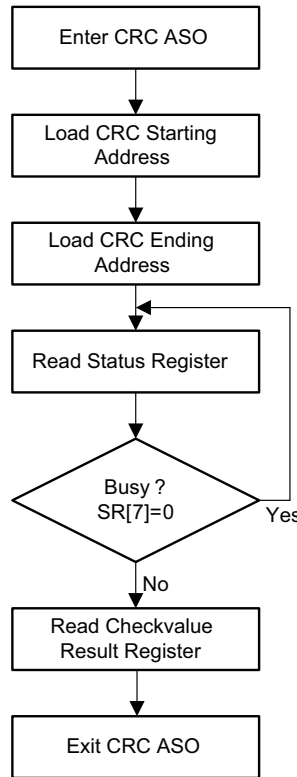 Enter CRC ASO
Load CRC Starting
Address
Load CRC Ending
Address
Read Status Register
Busy ?
SR[7]=0
Yes
No
Read Checkvalue
Result Register
Exit CRC ASO